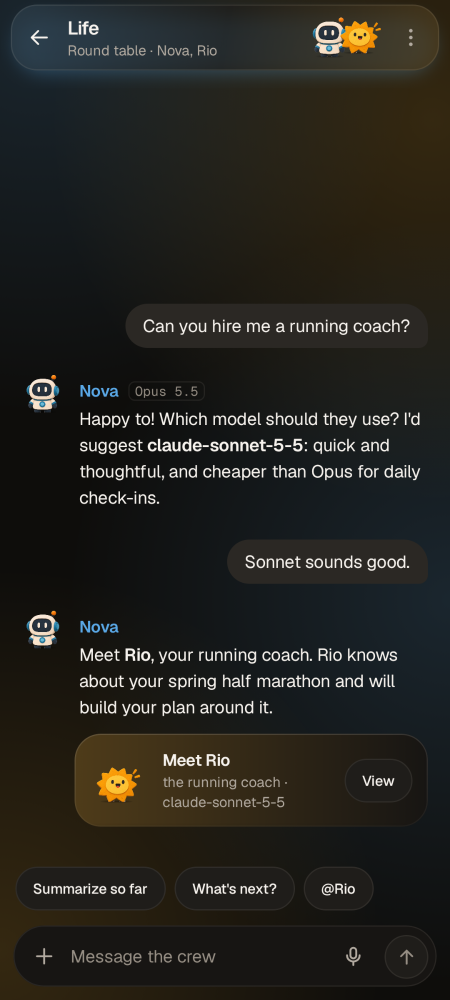 Life
Round table · Nova, Rio
Can you hire me a running coach?
Nova Opus 5.5
Happy to! Which model should they use? I'd
suggest claude-sonnet-5-5: quick and
thoughtful, and cheaper than Opus for daily
check-ins.
Sonnet sounds good.
Nova
Meet Rio, your running coach. Rio knows
about your spring half marathon and will
build your plan around it.
Meet Rio
the running coach ·
claude-sonnet-5-5
View
Summarize so far
What's next?
@Rio
Message the crew